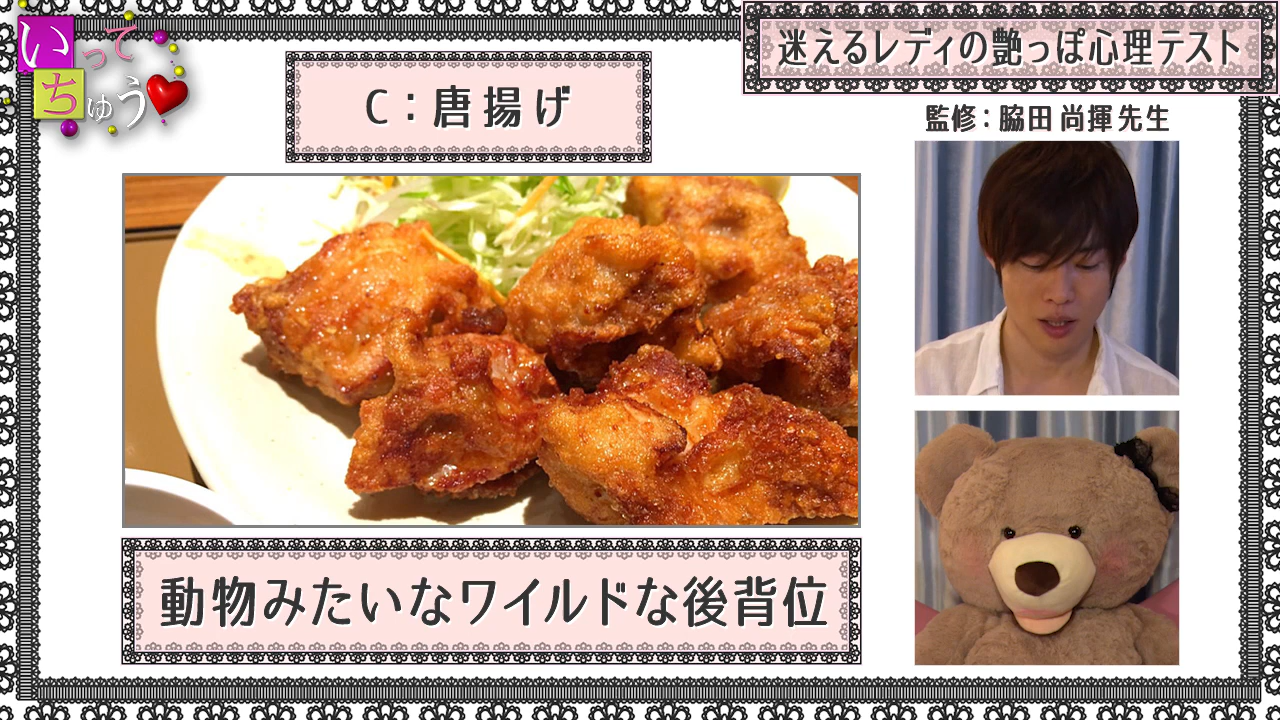 いって
ちゅう
迷えるレディの艶っぽ心理テスト
C：唐揚げ
監修：脇田 尚揮 先生
動物みたいなワイルドな後背位